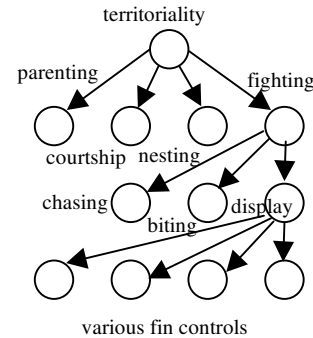 territoriality
parenting
fighting
courtship
nesting
chasing
display
biting
various fin controls